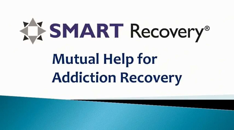 SMART Recovery®
Mutual Help for
Addiction Recovery